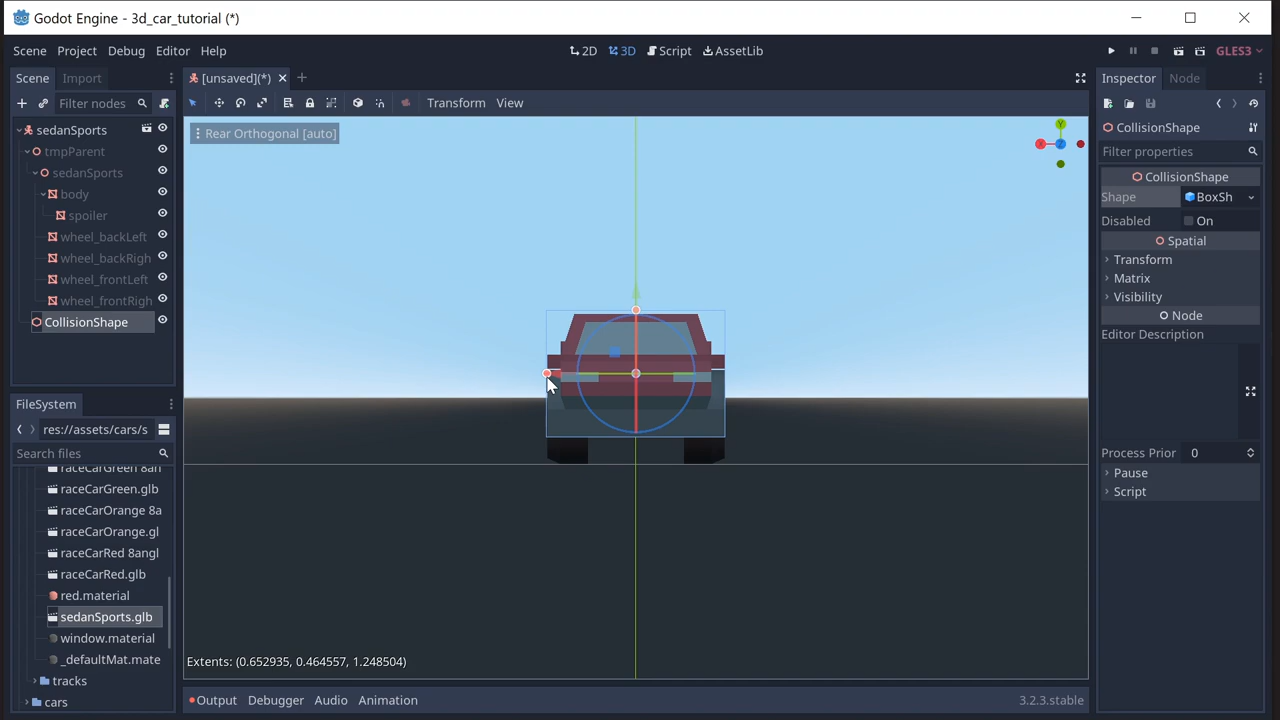 Godot Engine - 3d_car_tutorial (*)
Scene Project Debug Editor Help
2D 3D Script AssetLib
GLES3
Scene Import
[unsaved](*)
Inspector Node
Filter nodes
Transform View
CollisionShape
Filter properties
sedanSports
tmpParent
sedanSports
body
spoiler
wheel_backLeft
wheel_backRigh
wheel_frontLeft
wheel_frontRigh
CollisionShape
Rear Orthogonal [auto]
Y
X
Z
Extents: (0.652935, 0.464557, 1.248504)
CollisionShape
Shape BoxSh
Disabled On
Spatial
Transform
Matrix
Visibility
Node
Editor Description
Process Prior 0
Pause
Script
FileSystem
res://assets/cars/s
Search files
raceCarGreen 8an
raceCarGreen.glb
raceCarOrange 8a
raceCarOrange.gl
raceCarRed 8angl
raceCarRed.glb
red.material
sedanSports.glb
window.material
_defaultMat.mate
tracks
cars
Output Debugger Audio Animation
3.2.3.stable